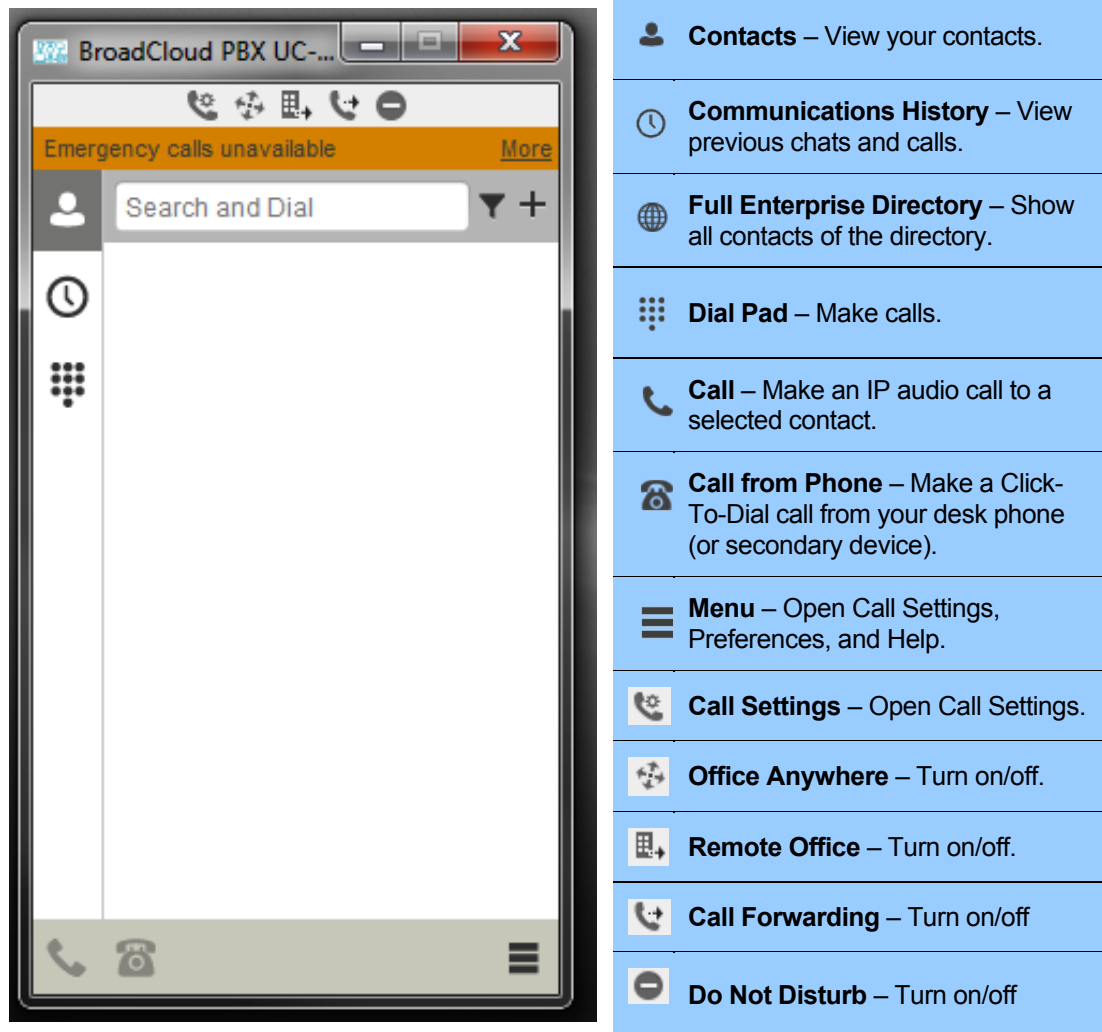 BroadCloud PBX UC-...
Emergency calls unavailable More
Search and Dial
Contacts – View your contacts.
Communications History – View
previous chats and calls.
Full Enterprise Directory – Show
all contacts of the directory.
Dial Pad – Make calls.
Call – Make an IP audio call to a
selected contact.
Call from Phone – Make a Click-
To-Dial call from your desk phone
(or secondary device).
Menu – Open Call Settings,
Preferences, and Help.
Call Settings – Open Call Settings.
Office Anywhere – Turn on/off.
Remote Office – Turn on/off.
Call Forwarding – Turn on/off
Do Not Disturb – Turn on/off